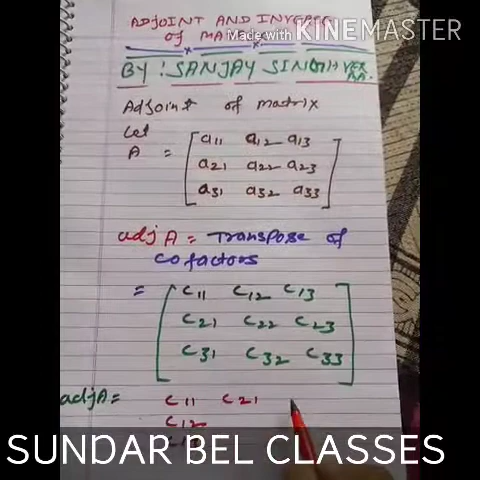 ADJOINT AND INVERSE
of MA
Made with KINEMASTER
BY : SANJAY SINGH
Adjoint of matrix
Let
A = a11 a12 a13
a21 a22 a23
a31 a32 a33
adj A = Transpose of
cofactors
= c11 c12 c13
c21 c22 c23
c31 c32 c33
adjA = c11 c21
c12
SUNDAR BEL CLASSES